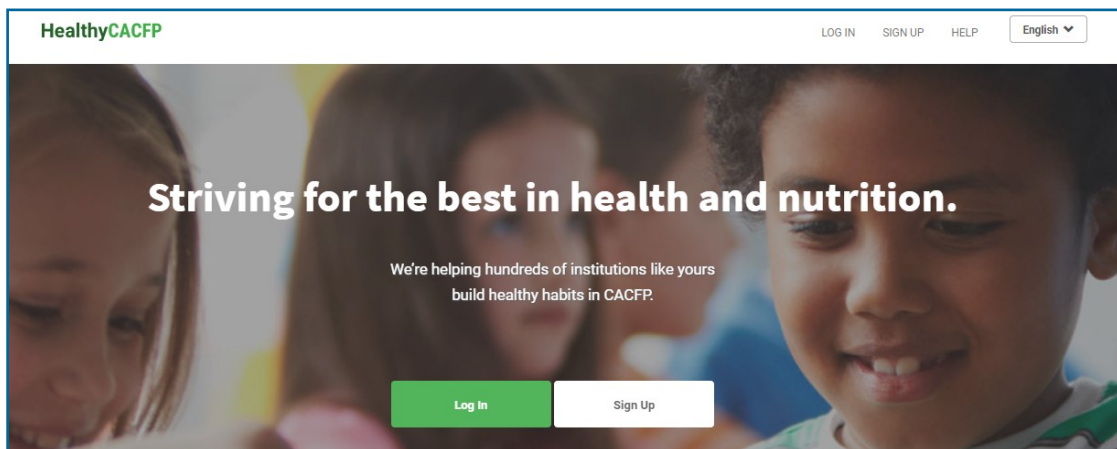 HealthyCACFP
LOG IN SIGN UP HELP English
Striving for the best in health and nutrition.
We're helping hundreds of institutions like yours
build healthy habits in CACFP.
Log In Sign Up